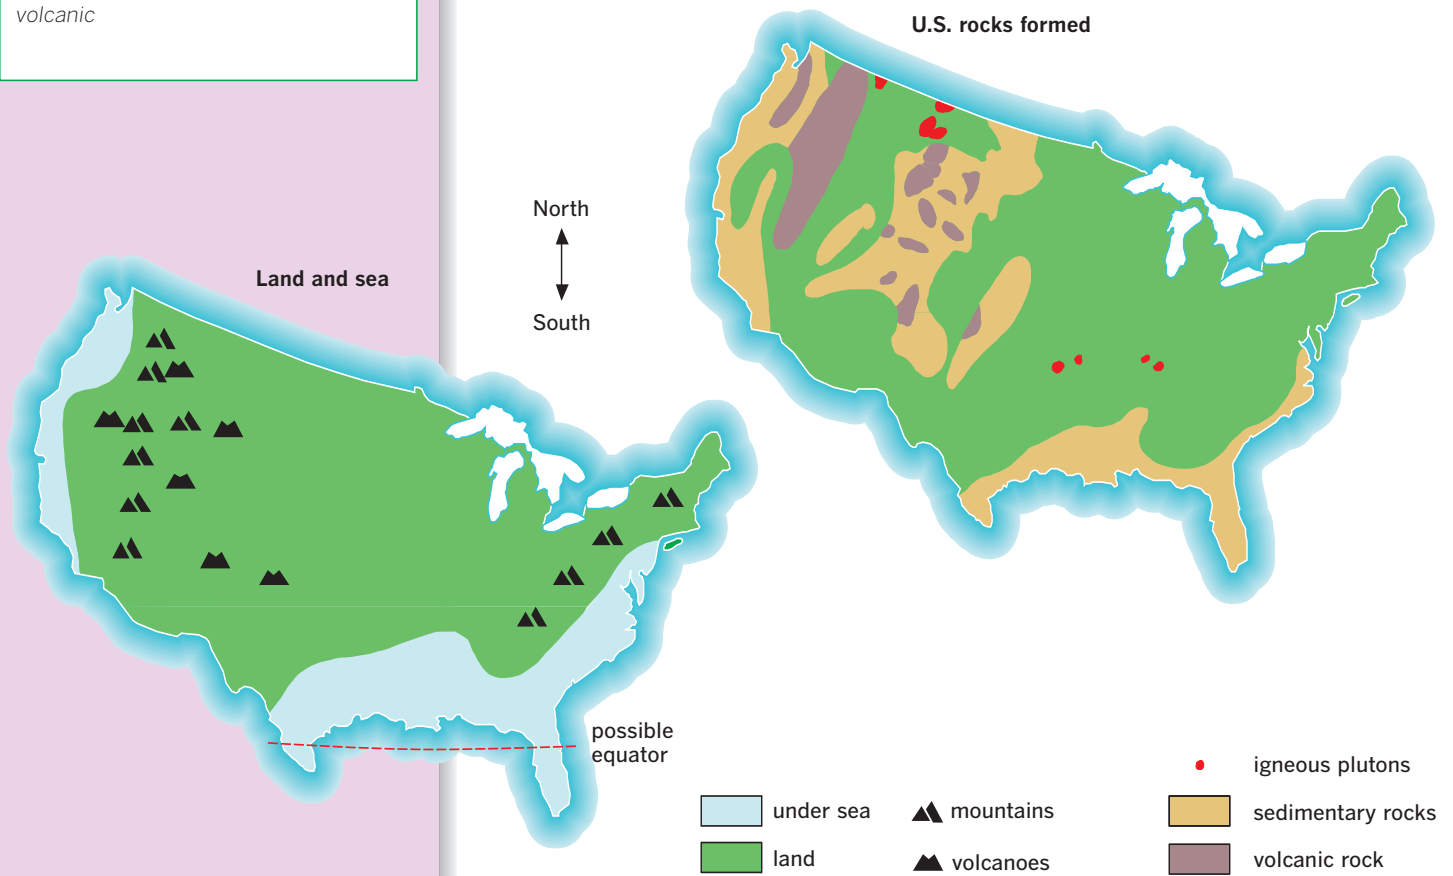 volcanic
U.S. rocks formed
North
South
Land and sea
possible
equator
under sea
land
mountains
volcanoes
igneous plutons
sedimentary rocks
volcanic rock